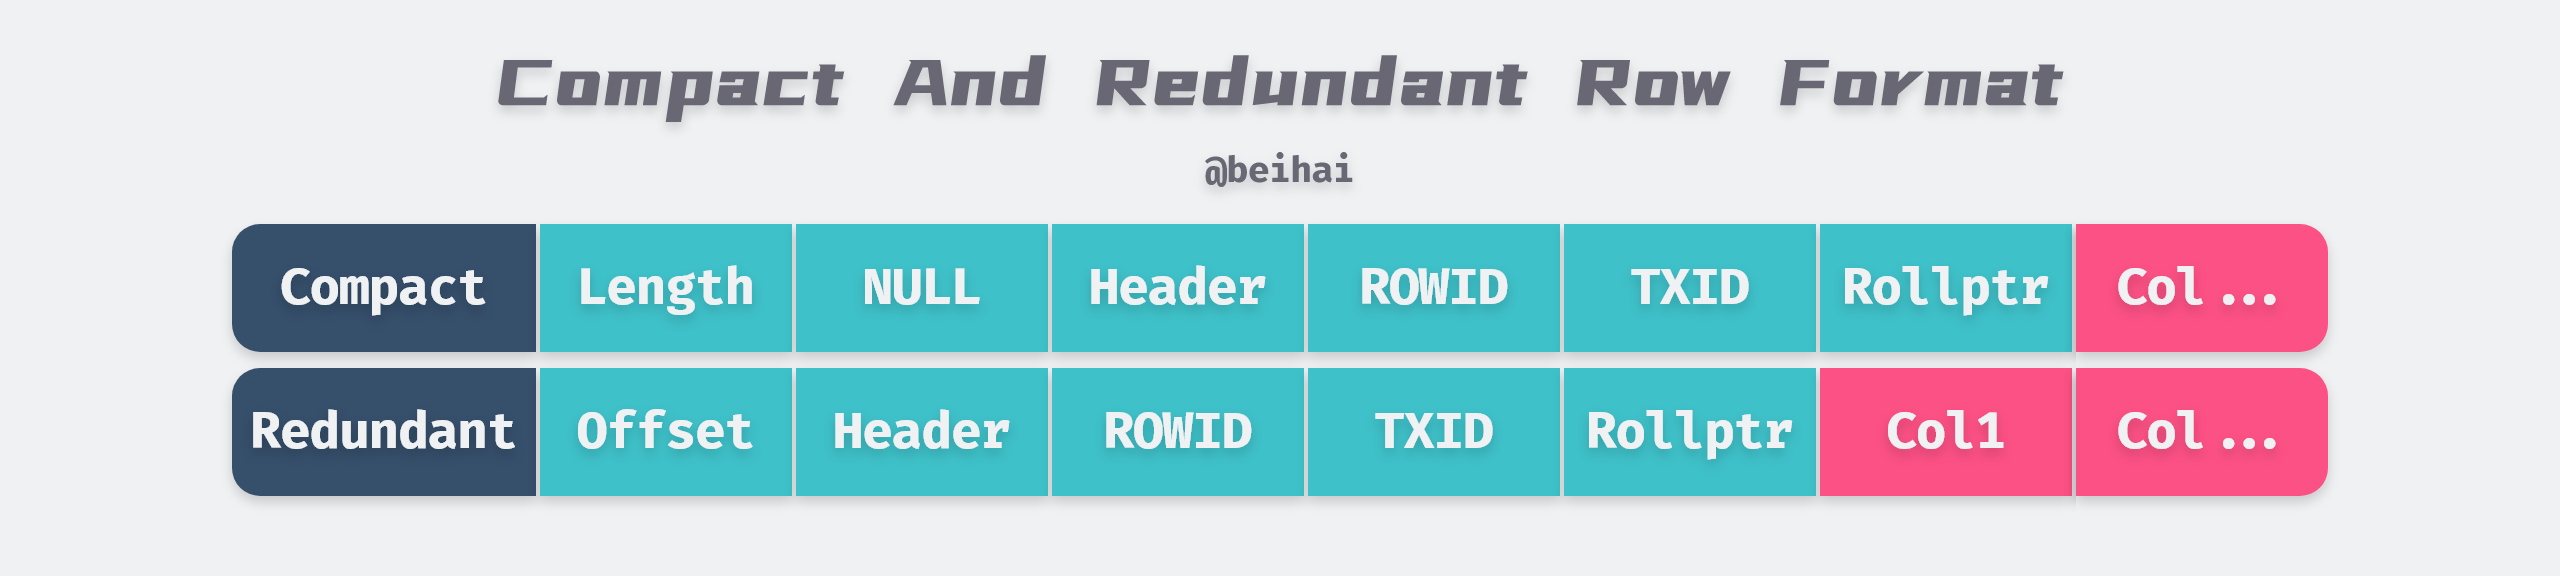 Compact And Redundant Row Format
@beihai
Compact Length NULL Header ROWID TXID Rollptr Col...
Redundant Offset Header ROWID TXID Rollptr Col1 Col...